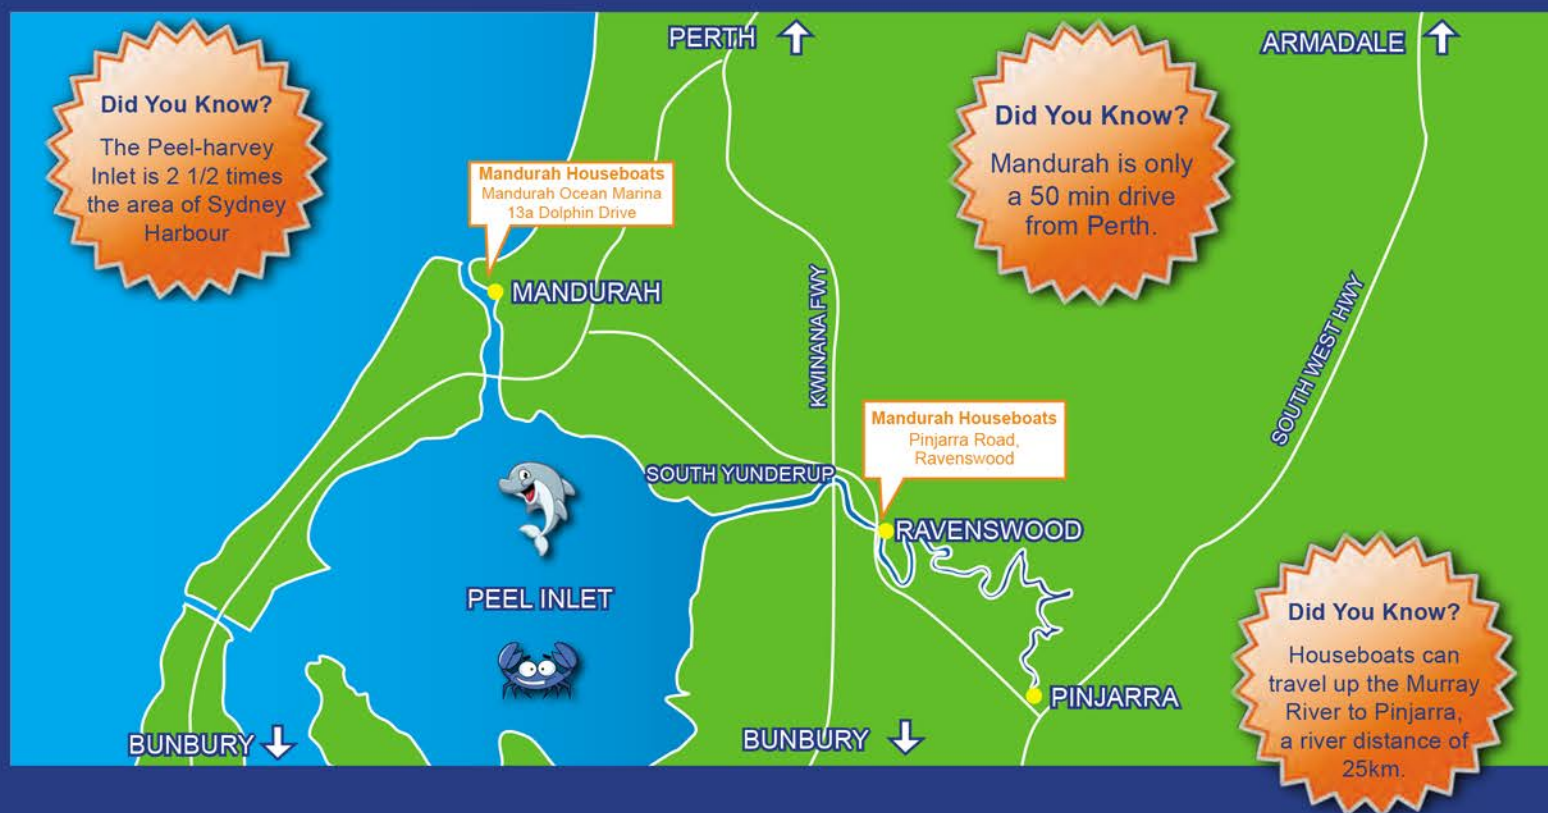 PERTH
ARMADALE
Did You Know?
The Peel-harvey
Inlet is 2 1/2 times
the area of Sydney
Harbour
Did You Know?
Mandurah is only
a 50 min drive
from Perth.
Mandurah Houseboats
Mandurah Ocean Marina
13a Dolphin Drive
MANDURAH
KWINANA FWY
SOUTH WEST HWY
Mandurah Houseboats
Pinjarra Road,
Ravenswood
SOUTH YUNDERUP
RAVENSWOOD
PEEL INLET
Did You Know?
Houseboats can
travel up the Murray
River to Pinjarra,
a river distance of
25km.
PINJARRA
BUNBURY
BUNBURY